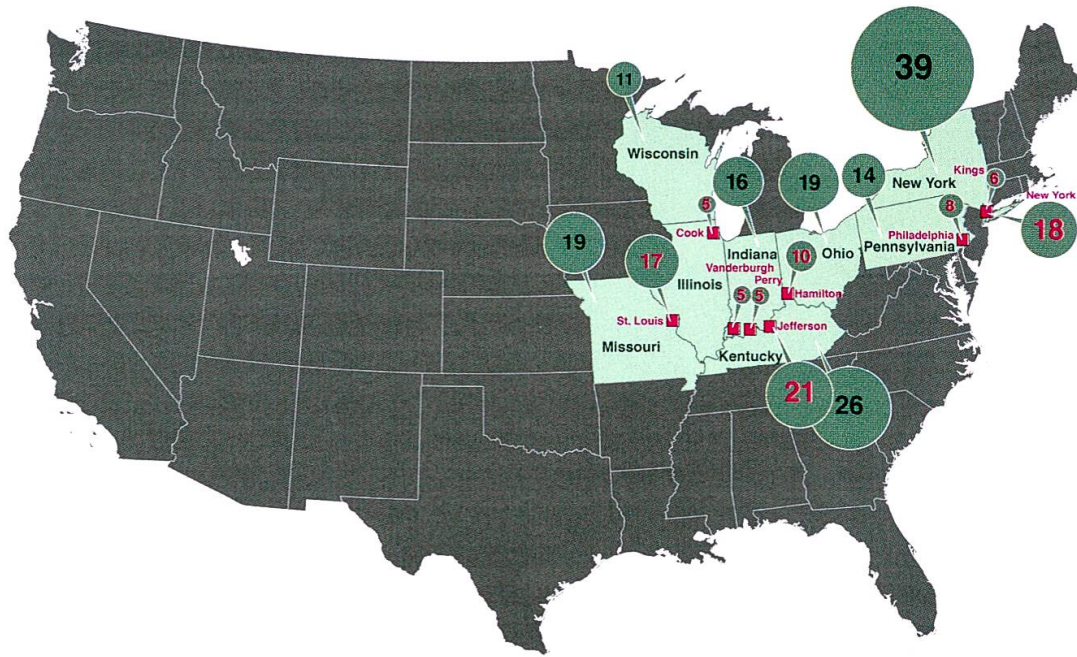 39
11
Wisconsin
16
19
14
New York
Kings
6
New York
18
8
Philadelphia
Pennsylvania
5
Cook
19
17
Indiana
Ohio
Vanderburgh
Perry
10
Hamilton
Illinois
5
5
St. Louis
Jefferson
Missouri
Kentucky
21
26